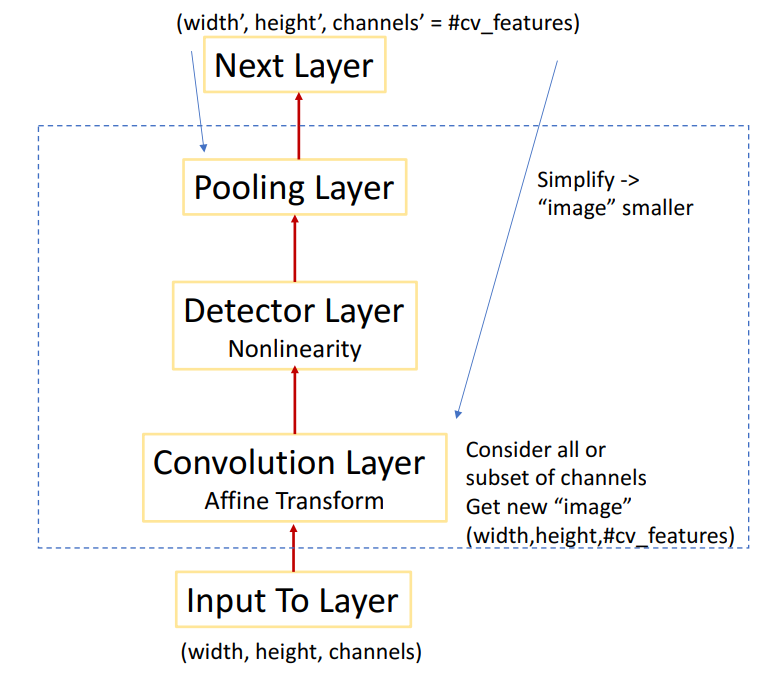 (width’, height’, channels’ = #cv_features)
Next Layer
Pooling Layer
Simplify ->
“image” smaller
Detector Layer
Nonlinearity
Convolution Layer
Affine Transform
Consider all or
subset of channels
Get new “image”
(width,height,#cv_features)
Input To Layer
(width, height, channels)